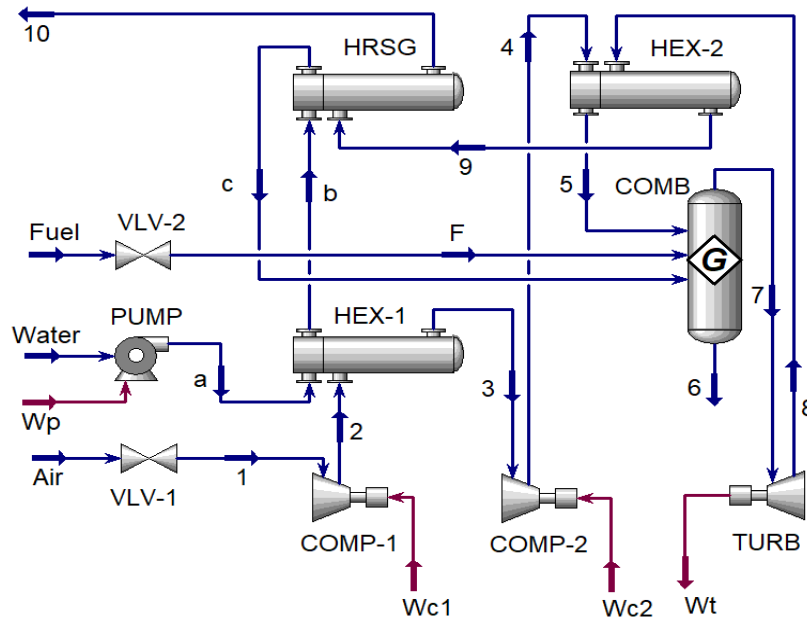 10
HRSG
4
HEX-2
9
c
b
5
COMB
Fuel
VLV-2
F
G
7
Water
PUMP
HEX-1
a
3
6
8
Wp
2
Air
1
VLV-1
COMP-1
COMP-2
TURB
Wc1
Wc2
Wt